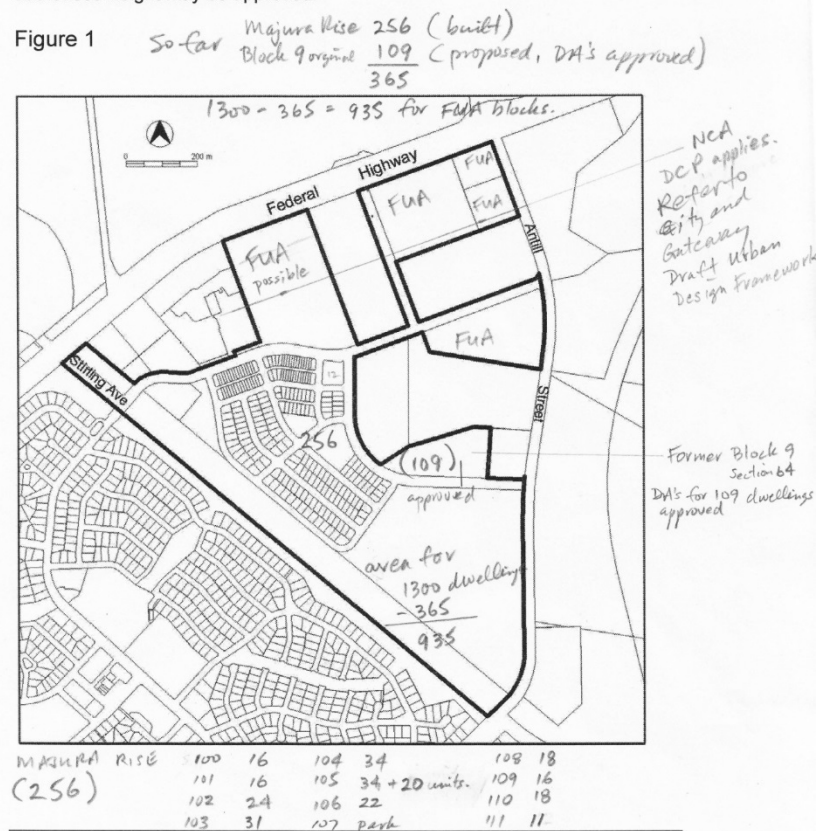 Figure 1
So far Majura Rise 256 (built)
Block 9 original 109 (proposed, DA's approved)
365
1300 - 365 = 935 for FUA blocks.
0 200 m
Federal Highway
FUA
FUA
FUA
FUA
possible
NCA
DCP applies.
Refer to
City and
Gateway
Draft Urban
Design Framework
Antill
Street
FUA
Stirling Ave
12
256
(109)
approved
Former Block 9
Section 64
DA's for 109 dwellings
approved
area for
1300 dwellings
- 365
935
MAJURA RISE 100 16 104 34 108 18
(256) 101 16 105 34 + 20 units. 109 16
102 24 106 22 110 18
103 31 107 park 111 11